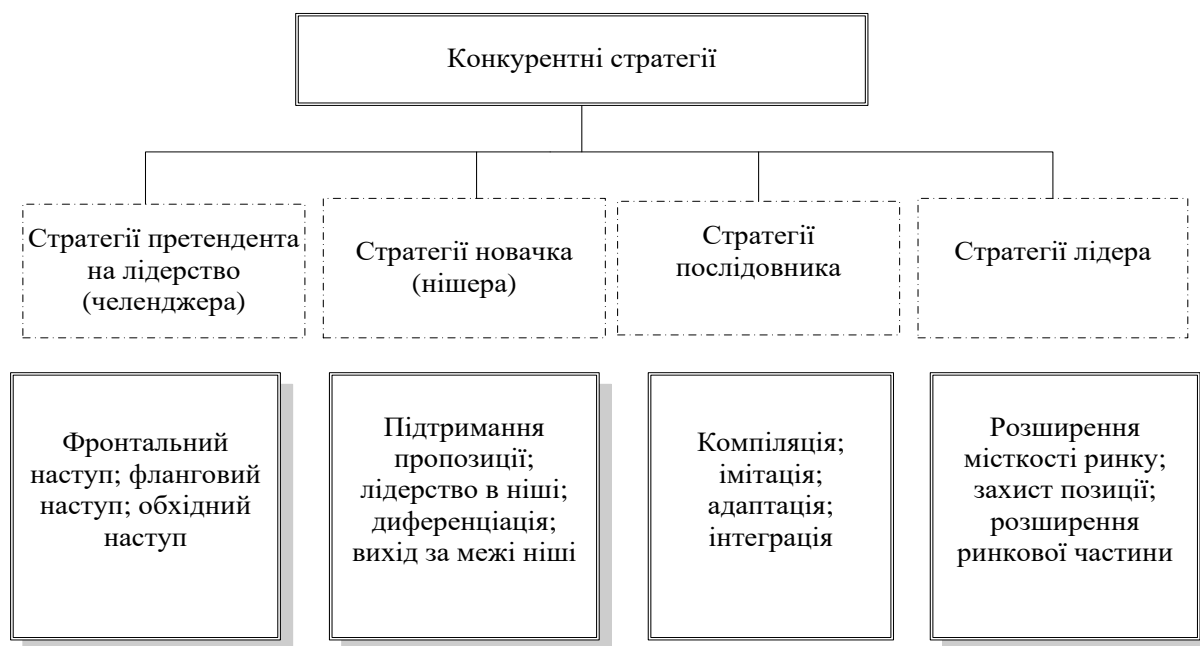 Конкурентні стратегії
Стратегії претендента
на лідерство
(челенджера)
Стратегії новачка
(нішера)
Стратегії
послідовника
Стратегії лідера
Фронтальний
наступ; фланговий
наступ; обхідний
наступ
Підтримання
пропозиції;
лідерство в ніші;
диференціація;
вихід за межі ніші
Компіляція;
імітація;
адаптація;
інтеграція
Розширення
місткості ринку;
захист позиції;
розширення
ринкової частини